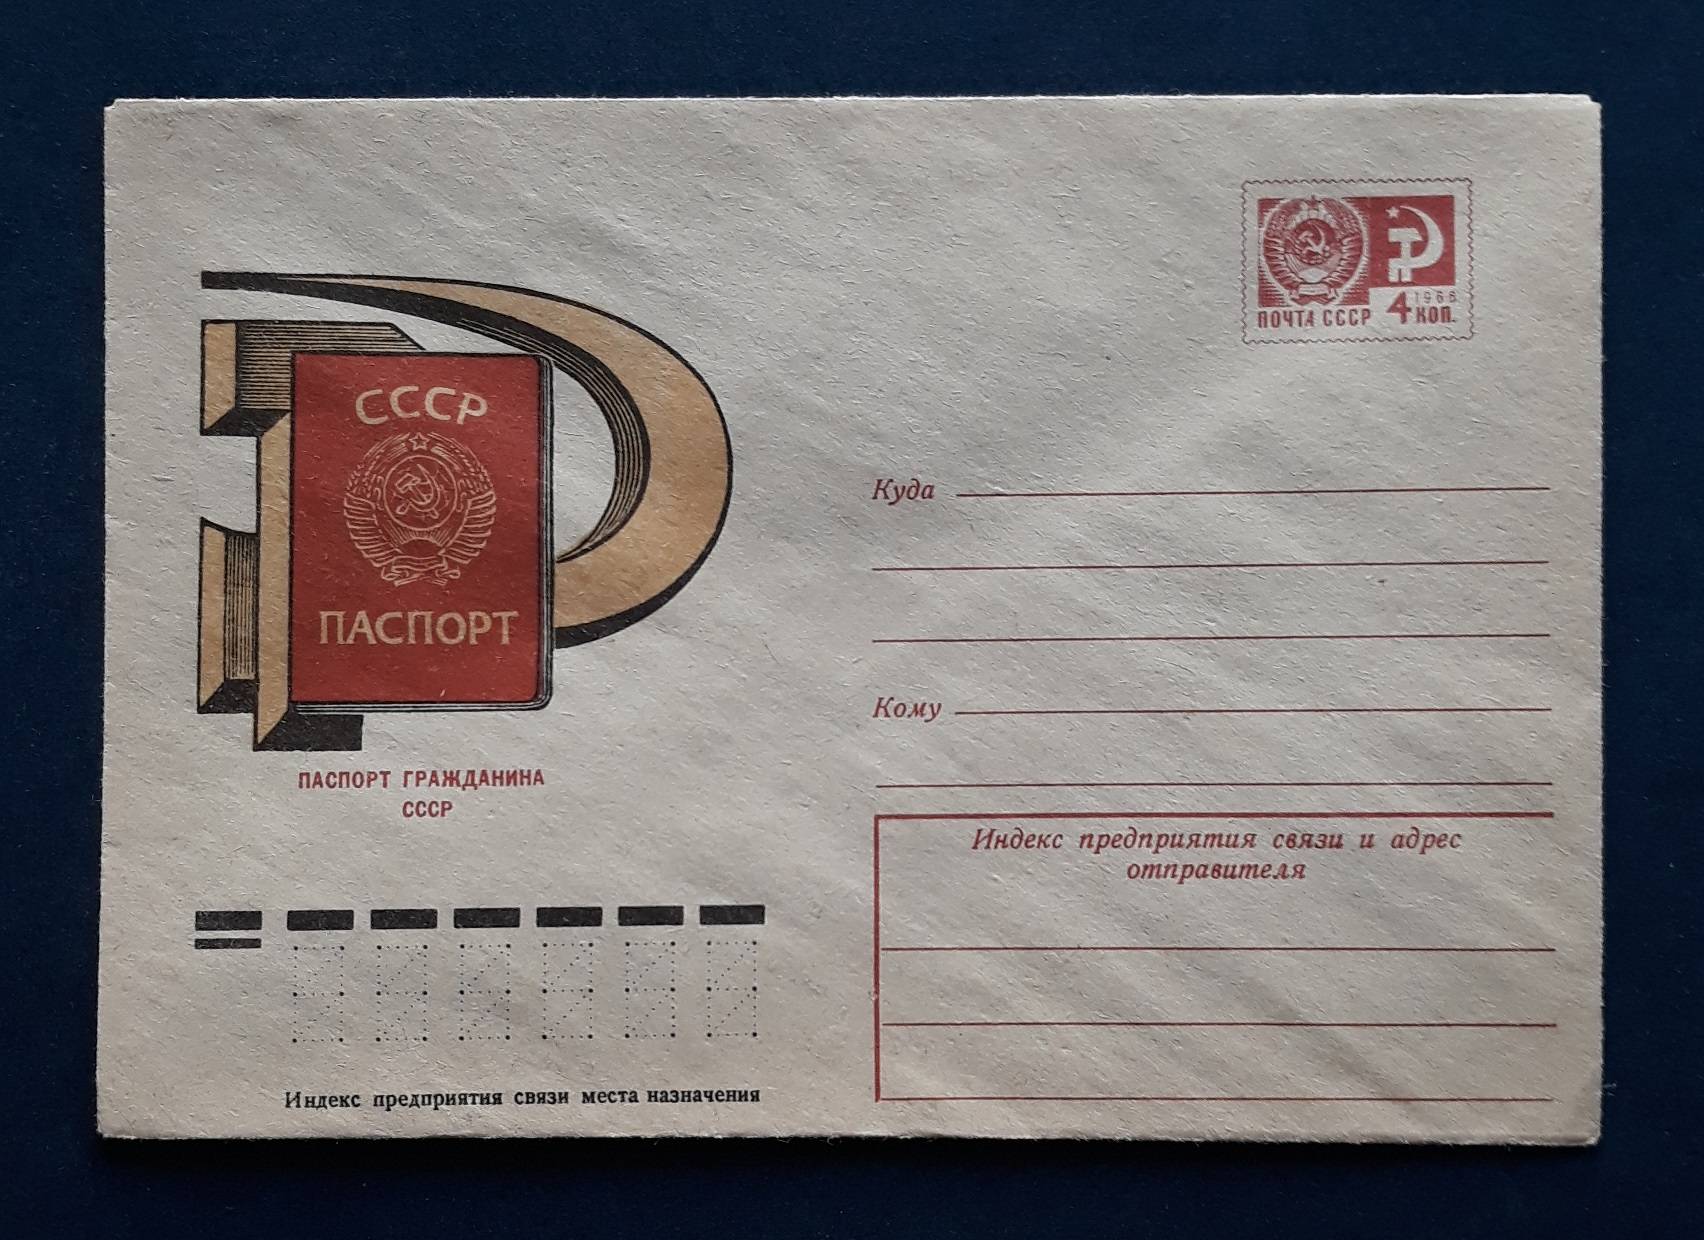 ПОЧТА СССР 4 1966 КОП.
СССР
ПАСПОРТ
ПАСПОРТ ГРАЖДАНИНА
СССР
Куда
Кому
Индекс предприятия связи и адрес
отправителя
Индекс предприятия связи места назначения